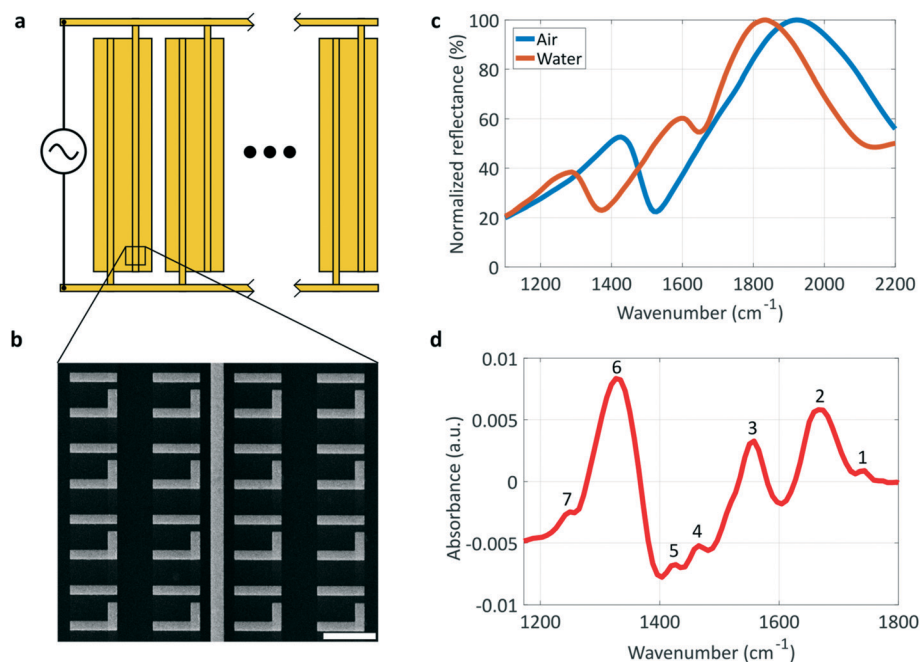 a
b
c
Normalized reflectance (%)
100
80
60
40
20
0
Air
Water
1200
1400
1600
1800
2000
2200
Wavenumber (cm⁻¹)
d
Absorbance (a.u.)
0.01
0.005
0
-0.005
-0.01
7
6
5
4
3
2
1
1200
1400
1600
1800
Wavenumber (cm⁻¹)